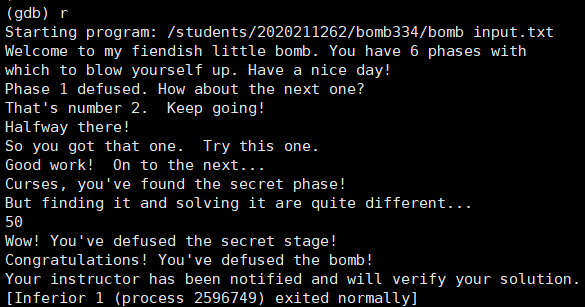 (gdb) r
Starting program: /students/2020211262/bomb334/bomb input.txt
Welcome to my fiendish little bomb. You have 6 phases with
which to blow yourself up. Have a nice day!
Phase 1 defused. How about the next one?
That's number 2.  Keep going!
Halfway there!
So you got that one.  Try this one.
Good work!  On to the next...
Curses, you've found the secret phase!
But finding it and solving it are quite different...
50
Wow! You've defused the secret stage!
Congratulations! You've defused the bomb!
Your instructor has been notified and will verify your solution.
[Inferior 1 (process 2596749) exited normally]